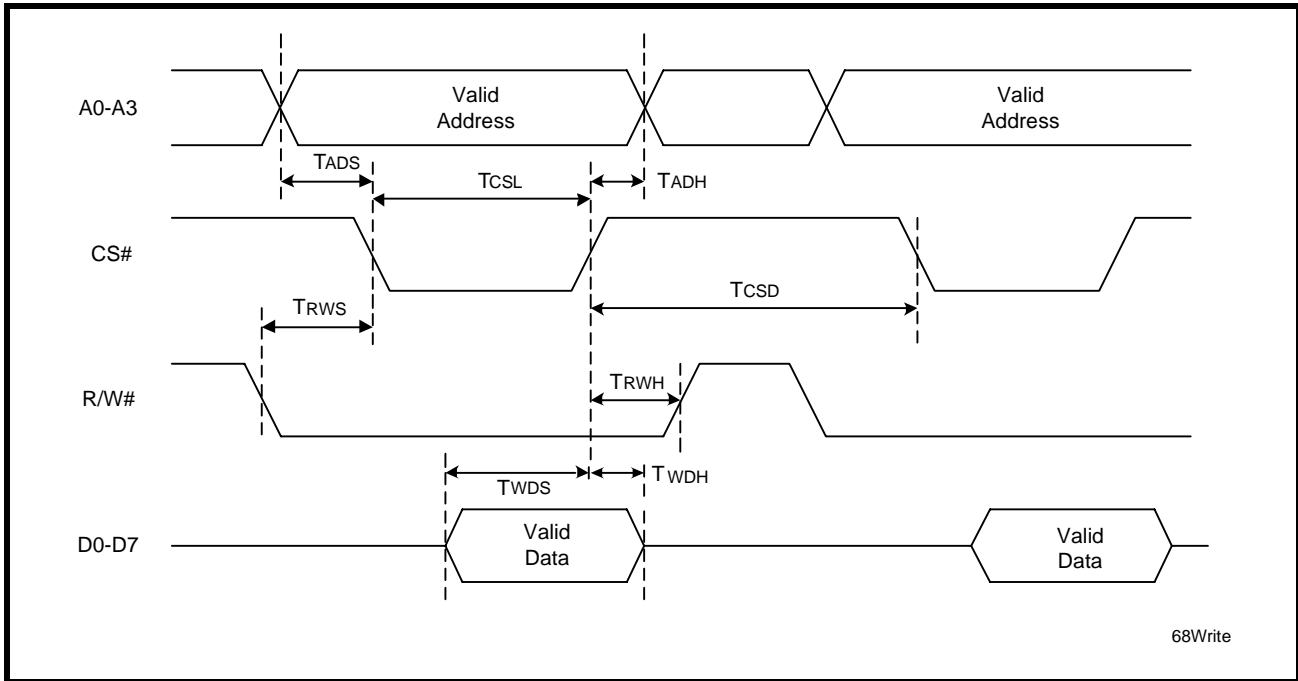 A0-A3
Valid
Address
Valid
Address
TADS
TCSL
TADH
CS#
TCSD
TRWS
R/W#
TRWH
TWDS
TWDH
D0-D7
Valid
Data
Valid
Data
68Write